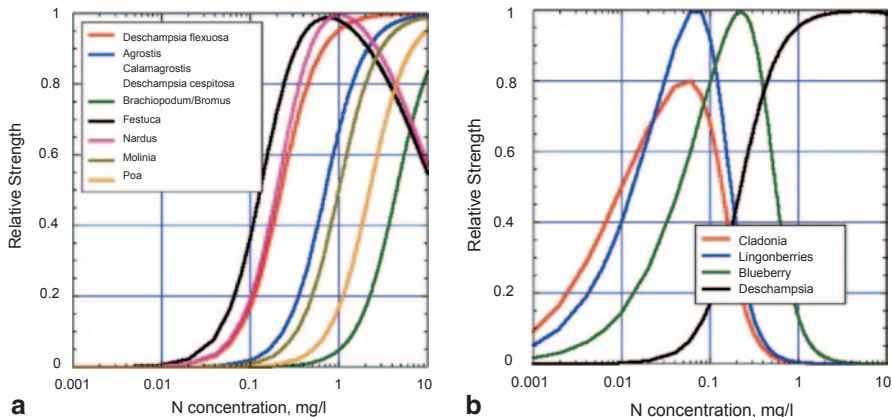 1
0.8
0.6
0.4
0.2
0
Relative Strength
Deschampsia flexuosa
Agrostis
Calamagrostis
Deschampsia cespitosa
Brachiopodum/Bromus
Festuca
Nardus
Molinia
Poa
0.001
0.01
0.1
1
10
N concentration, mg/l
a
1
0.8
0.6
0.4
0.2
0
Relative Strength
Cladonia
Lingonberries
Blueberry
Deschampsia
0.001
0.01
0.1
1
10
N concentration, mg/l
b